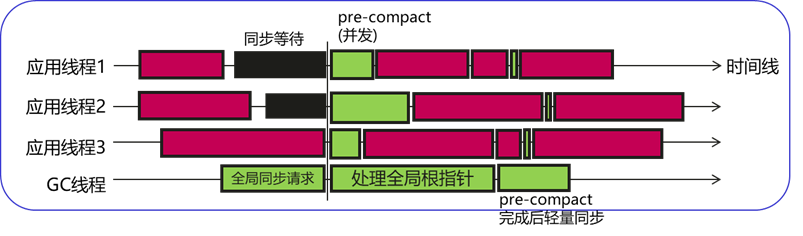 pre-compact
(并发)
同步等待
应用线程1
时间线
应用线程2
应用线程3
GC线程
全局同步请求
处理全局根指针
pre-compact
完成后轻量同步